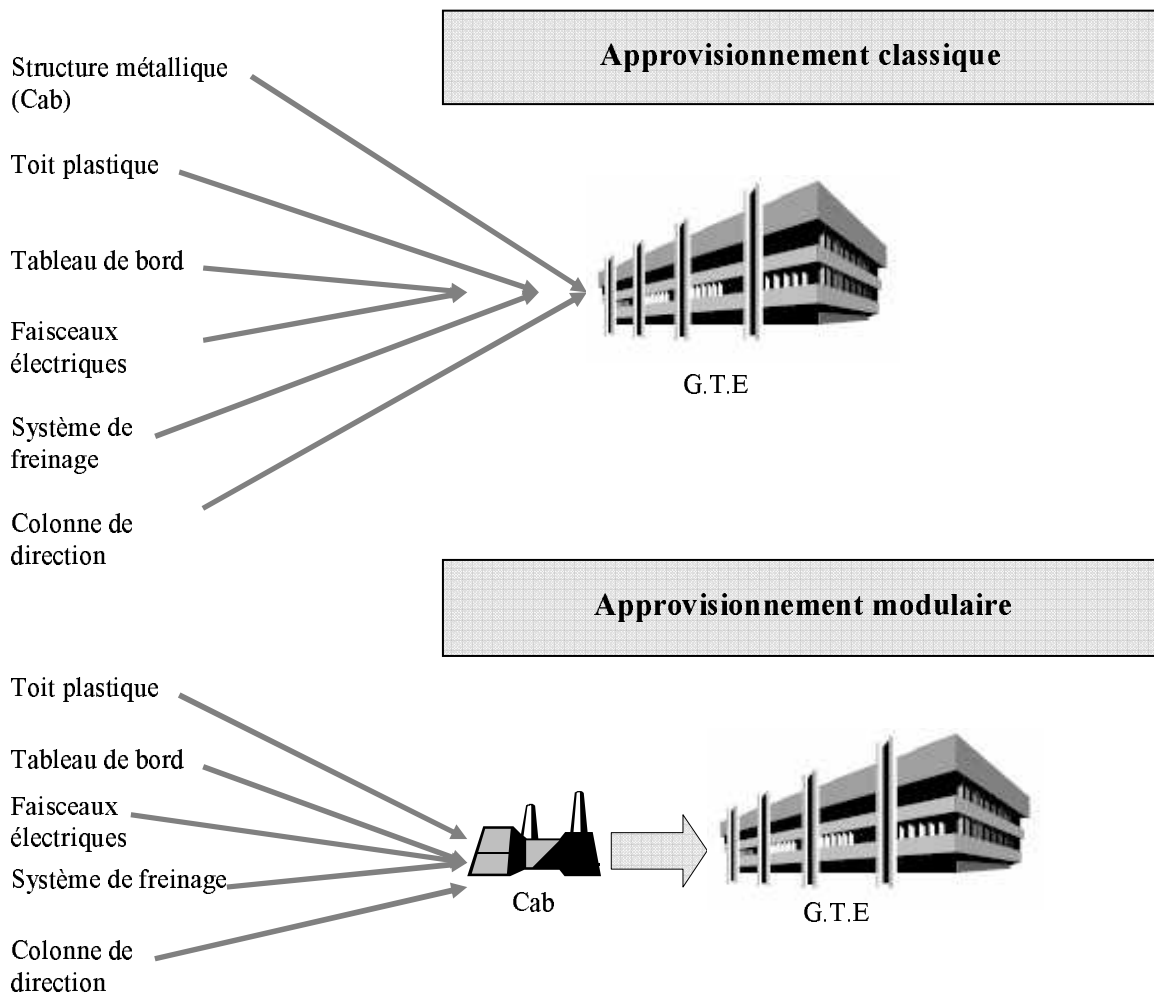 Approvisionnement classique
Structure métallique
(Cab)
Toit plastique
Tableau de bord
Faisceaux
électriques
Système de
freinage
Colonne de
direction
G.T.E
Approvisionnement modulaire
Toit plastique
Tableau de bord
Faisceaux
électriques
Système de freinage
Colonne de
direction
Cab
G.T.E